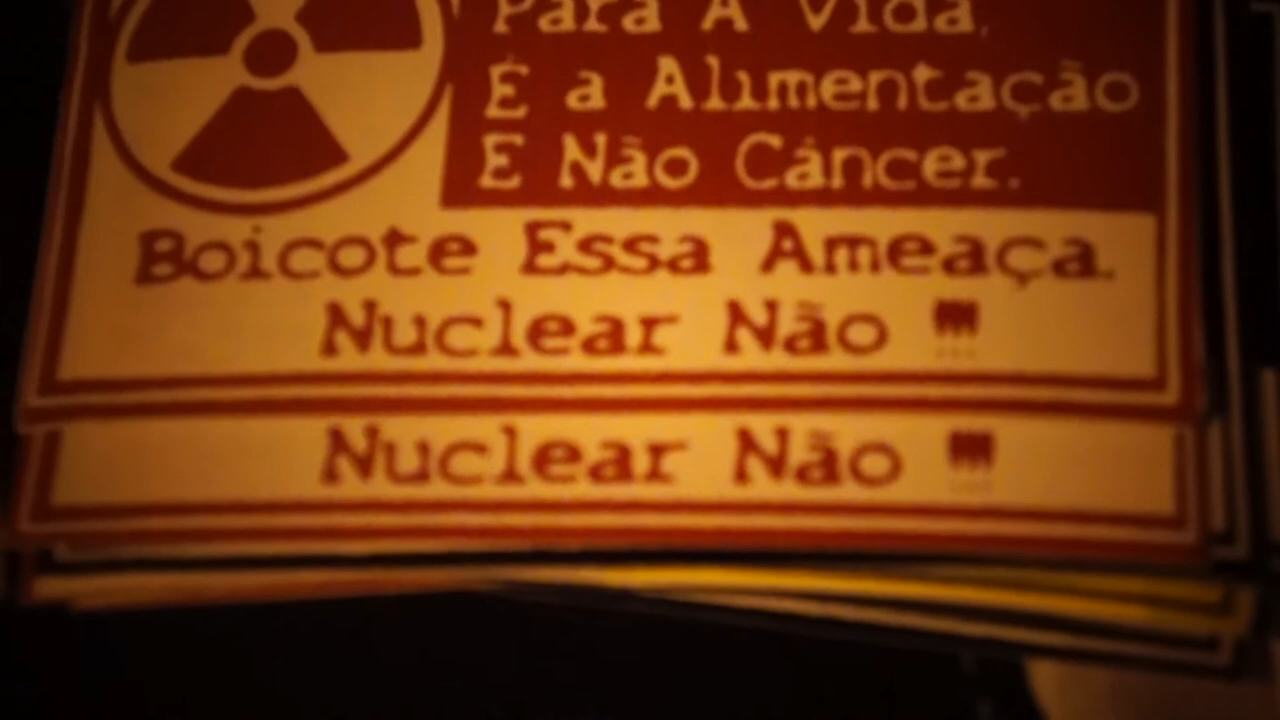 Para A Vida,
É a Alimentação
E Não Câncer.
Boicote Essa Ameaça.
Nuclear Não !!!
Nuclear Não !!!